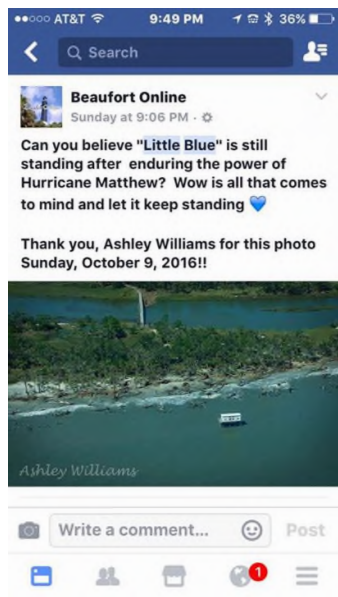 AT&T 9:49 PM 36%
Search
Beaufort Online
Sunday at 9:06 PM ·
Can you believe "Little Blue" is still
standing after enduring the power of
Hurricane Matthew? Wow is all that comes
to mind and let it keep standing 💙
Thank you, Ashley Williams for this photo
Sunday, October 9, 2016!!
Ashley Williams
Write a comment...
Post
1